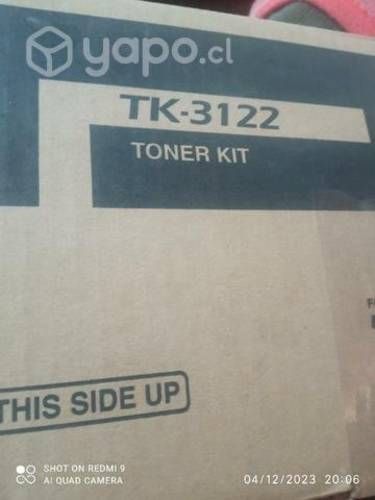 yapo.cl
TK-3122
TONER KIT
THIS SIDE UP
SHOT ON REDMI 9
AI QUAD CAMERA
04/12/2023 20:06